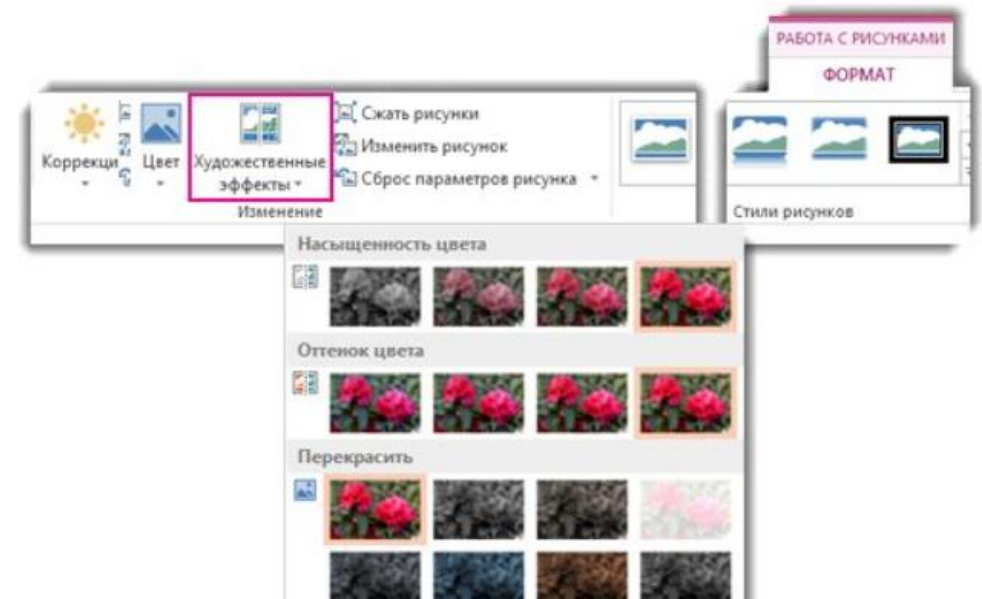 РАБОТА С РИСУНКАМИ
ФОРМАТ
Коррекци
Цвет
Художественные
эффекты
Сжать рисунки
Изменить рисунок
Сброс параметров рисунка
Изменение
Стили рисунков
Насыщенность цвета
Оттенок цвета
Перекрасить